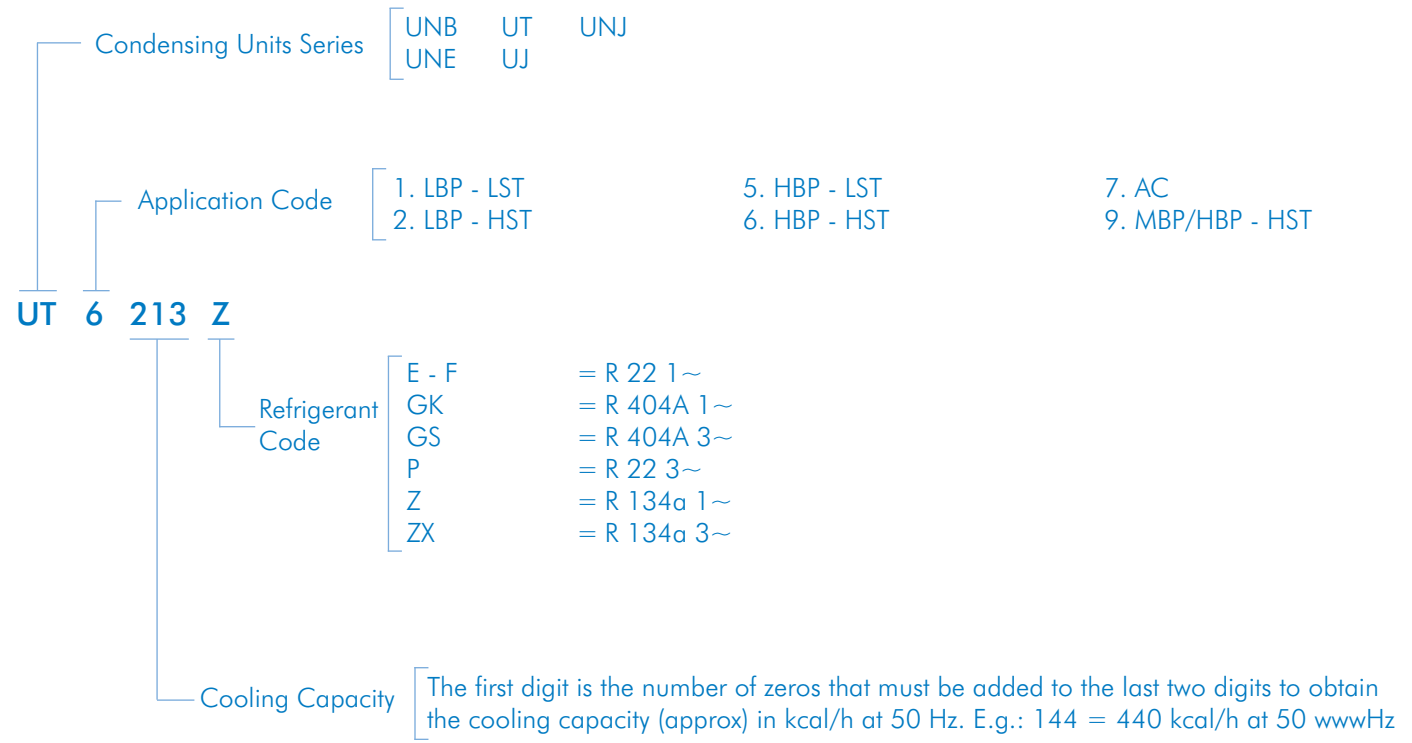 Condensing Units Series
UNB UT UNJ
UNE UJ
Application Code
1. LBP - LST 5. HBP - LST 7. AC
2. LBP - HST 6. HBP - HST 9. MBP/HBP - HST
UT 6 213 Z
Refrigerant
Code
E - F = R 22 1~
GK = R 404A 1~
GS = R 404A 3~
P = R 22 3~
Z = R 134a 1~
ZX = R 134a 3~
Cooling Capacity
The first digit is the number of zeros that must be added to the last two digits to obtain
the cooling capacity (approx) in kcal/h at 50 Hz. E.g.: 144 = 440 kcal/h at 50 wwwHz